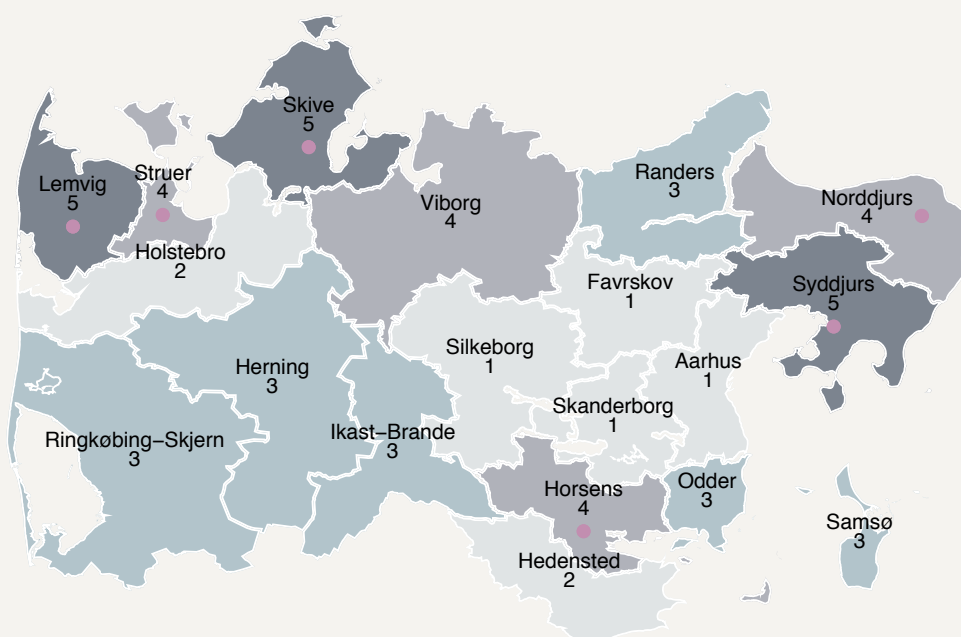 Skive
5
Struer
4
Lemvig
5
Viborg
4
Randers
3
Norddjurs
4
Holstebro
2
Favrskov
1
Syddjurs
5
Silkeborg
1
Aarhus
1
Herning
3
Skanderborg
1
Ringkøbing–Skjern
3
Ikast–Brande
3
Horsens
4
Odder
3
Samsø
3
Hedensted
2